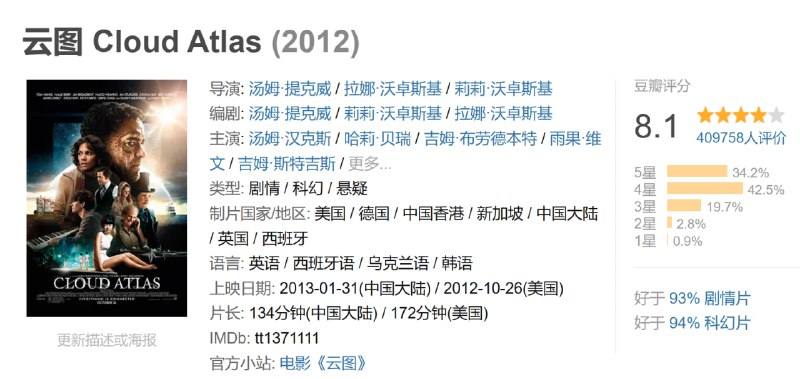 云图 Cloud Atlas (2012)
CLOUD ATLAS
EVERYTHING IS CONNECTED
OCTOBER 26
更新描述或海报
导演: 汤姆·提克威 / 拉娜·沃卓斯基 / 莉莉·沃卓斯基
编剧: 汤姆·提克威 / 莉莉·沃卓斯基 / 拉娜·沃卓斯基
主演: 汤姆·汉克斯 / 哈莉·贝瑞 / 吉姆·布劳德本特 / 雨果·维
文 / 吉姆·斯特吉斯 / 更多...
类型: 剧情 / 科幻 / 悬疑
制片国家/地区: 美国 / 德国 / 中国香港 / 新加坡 / 中国大陆
/ 英国 / 西班牙
语言: 英语 / 西班牙语 / 乌克兰语 / 韩语
上映日期: 2013-01-31(中国大陆) / 2012-10-26(美国)
片长: 134分钟(中国大陆) / 172分钟(美国)
IMDb: tt1371111
官方小站: 电影《云图》
豆瓣评分
8.1
409758人评价
5星 34.2%
4星 42.5%
3星 19.7%
2星 2.8%
1星 0.9%
好于 93% 剧情片
好于 94% 科幻片